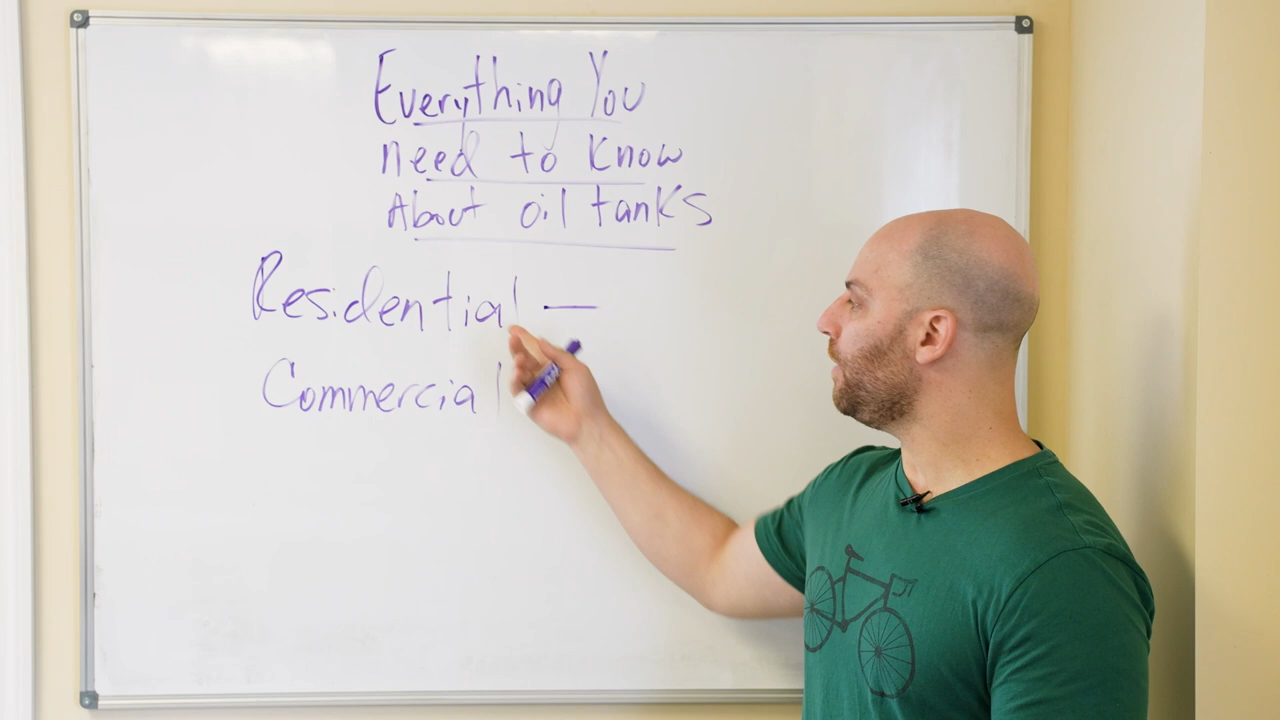 Everything You
need to Know
About oil tanks
Residential —
Commercial